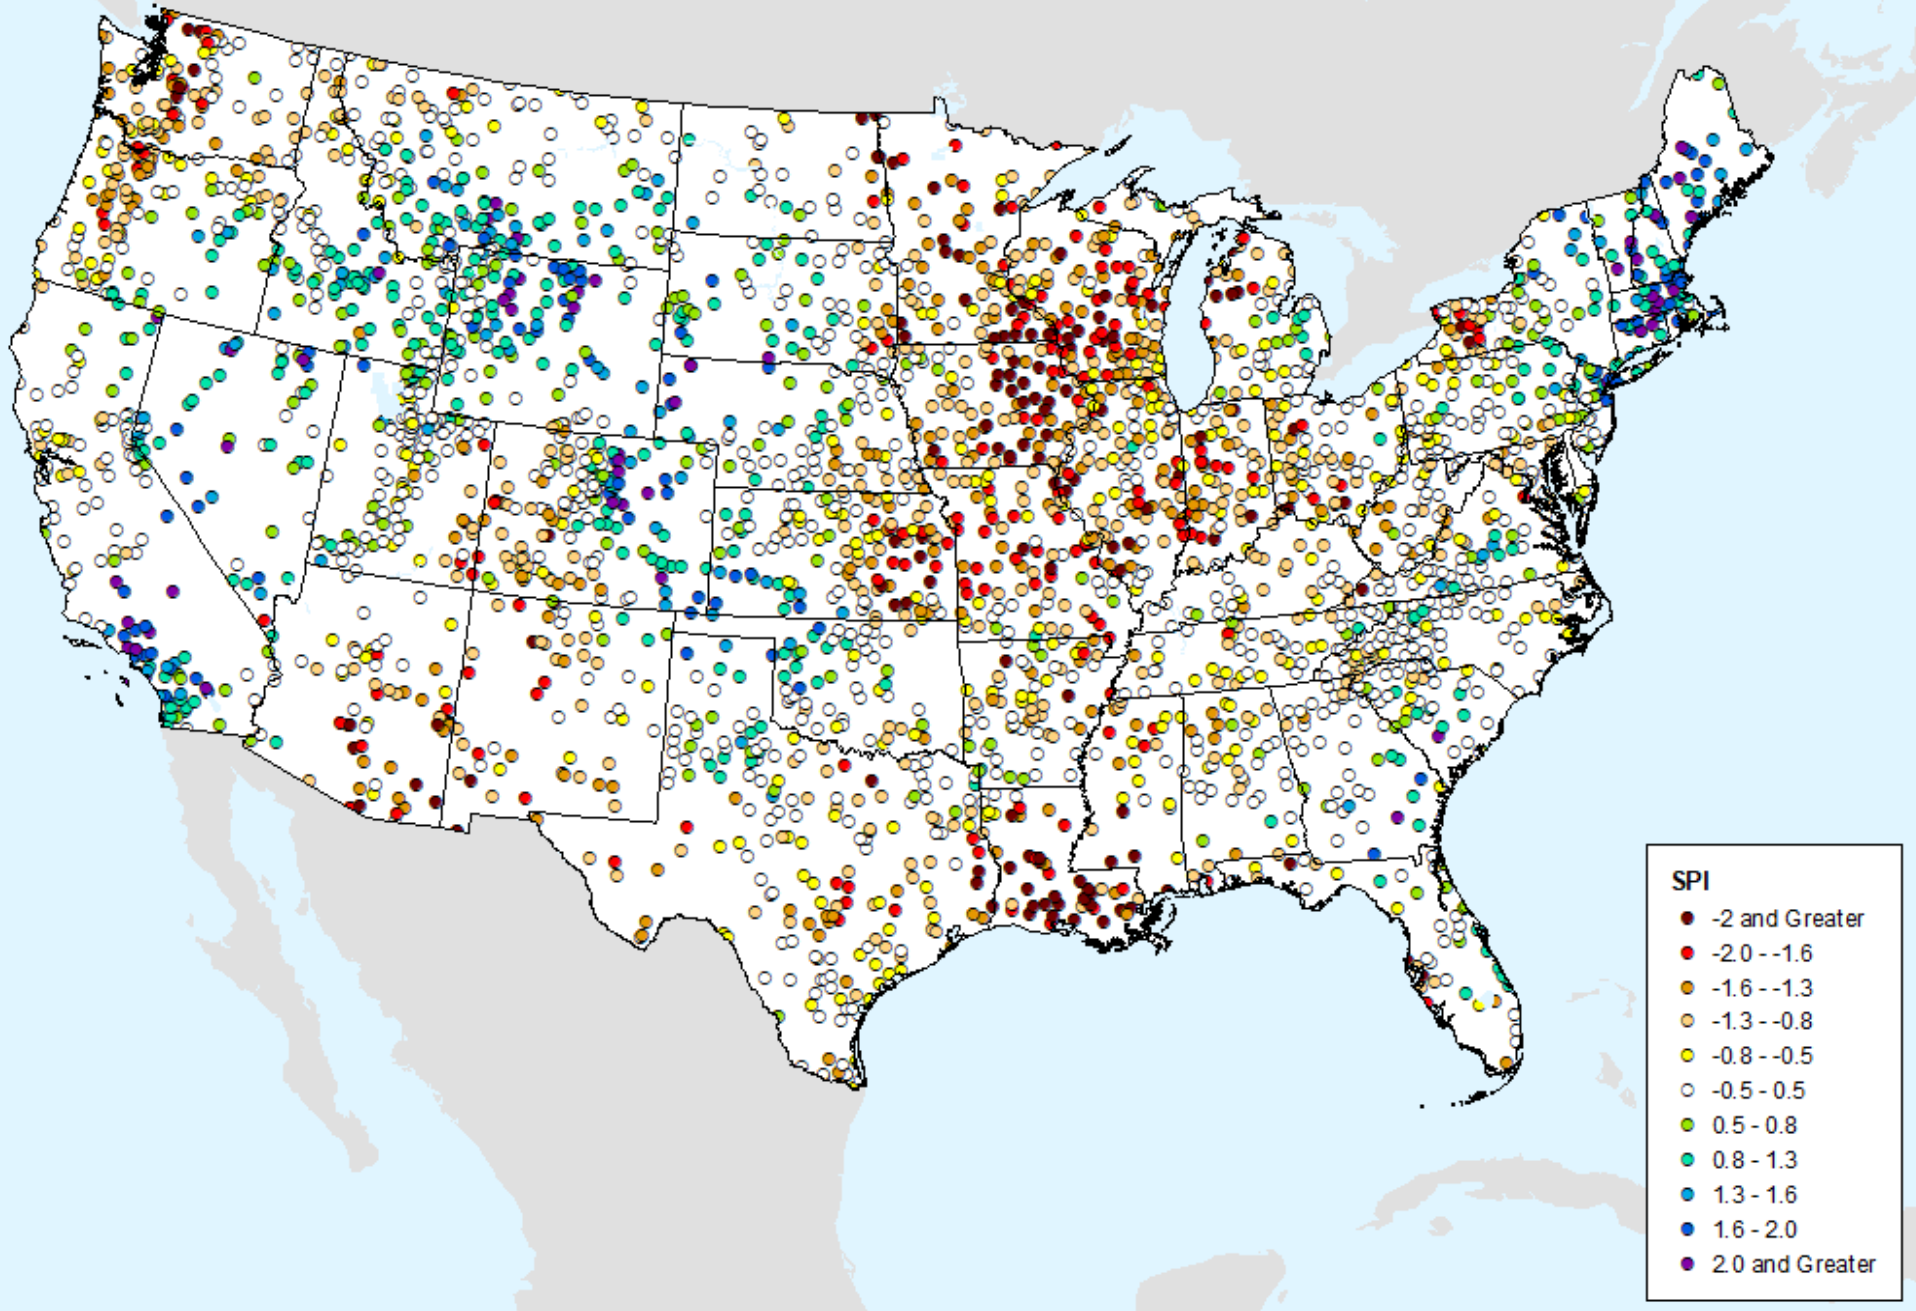 SPI
-2 and Greater
-2.0 - -1.6
-1.6 - -1.3
-1.3 - -0.8
-0.8 - -0.5
-0.5 - 0.5
0.5 - 0.8
0.8 - 1.3
1.3 - 1.6
1.6 - 2.0
2.0 and Greater